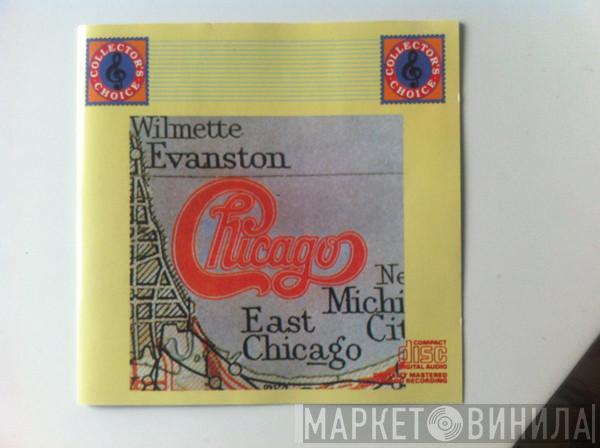 COLLECTOR'S CHOICE
COLLECTOR'S CHOICE
Wilmette
Evanston
Chicago
Ne
Michi
City
East
Chicago
COMPACT
disc
DIGITAL AUDIO
MASTERED
RECORDING
МАРКЕТ ВИНИЛА